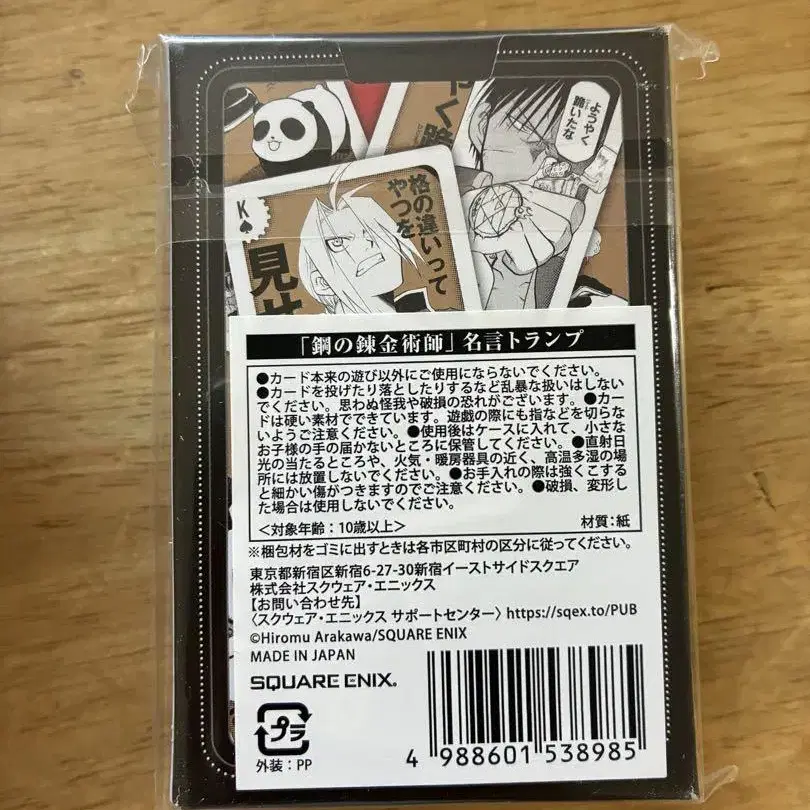 ようやく
跪いたな
K
格の違いって
やつを
見せ
「鋼の錬金術師」名言トランプ
●カード本来の遊び以外にご使用にならないでください。
●カードを投げたり落としたりするなど乱暴な扱いはしない
でください。思わぬ怪我や破損の恐れがございます。●カー
ドは硬い素材でできています。遊戯の際にも指などを切らな
いようご注意ください。●使用後はケースに入れて、小さな
お子様の手の届かないところに保管してください。●直射日
光の当たるところや、火気・暖房器具の近く、高温多湿の場
所には放置しないでください。●お手入れの際は強くこする
と細かい傷がつきますのでご注意ください。●破損、変形し
た場合は使用しないでください。
＜対象年齢：10歳以上＞ 材質：紙
※梱包材をゴミに出すときは各市区町村の区分に従ってください。
東京都新宿区新宿6-27-30新宿イーストサイドスクエア
株式会社スクウェア・エニックス
【お問い合わせ先】
〈スクウェア・エニックス サポートセンター〉https://sqex.to/PUB
©Hiromu Arakawa/SQUARE ENIX
MADE IN JAPAN
SQUARE ENIX.
プラ
外装：PP
4 988601 538985